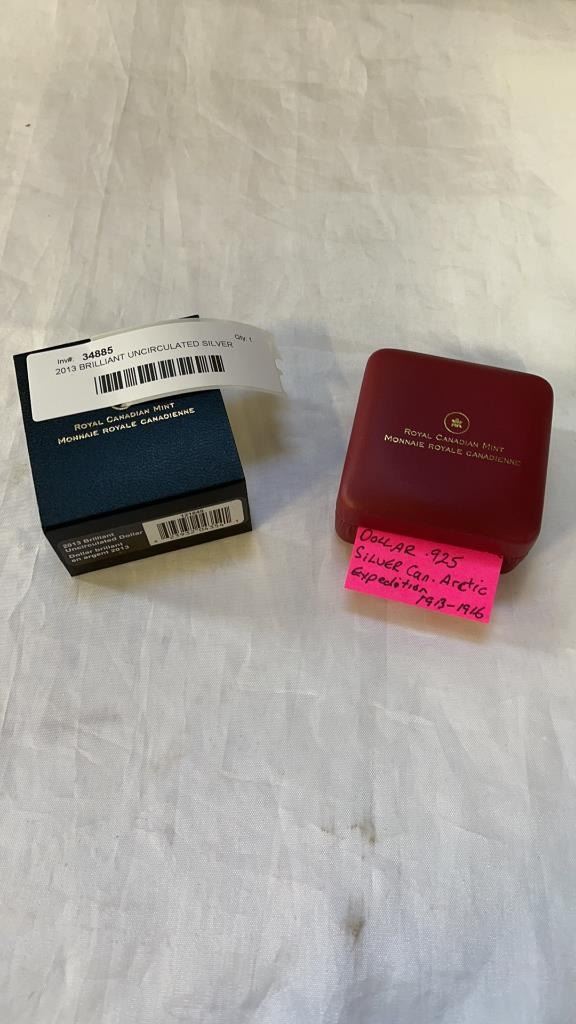 Inv#: 34885 Qty: 1
2013 BRILLIANT UNCIRCULATED SILVER
ROYAL CANADIAN MINT
MONNAIE ROYALE CANADIENNE
2013 Brilliant
Uncirculated Dollar
Dollar brillant
en argent 2013
ROYAL CANADIAN MINT
MONNAIE ROYALE CANADIENNE
DOLLAR .925
SILVER Can. Arctic
Expedition
1913-1916